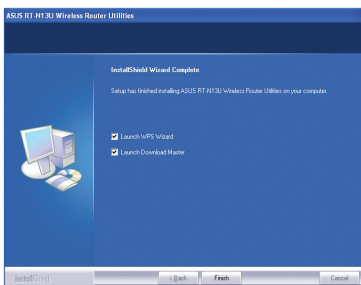 ASUS RT-N13U Wireless Router Utilities
InstallShield Wizard Complete
Setup has finished installing ASUS RT-N13U Wireless Router Utilities on your computer.
Launch WPS Wizard
Launch Download Master
InstallShield
< Back
Finish
Cancel